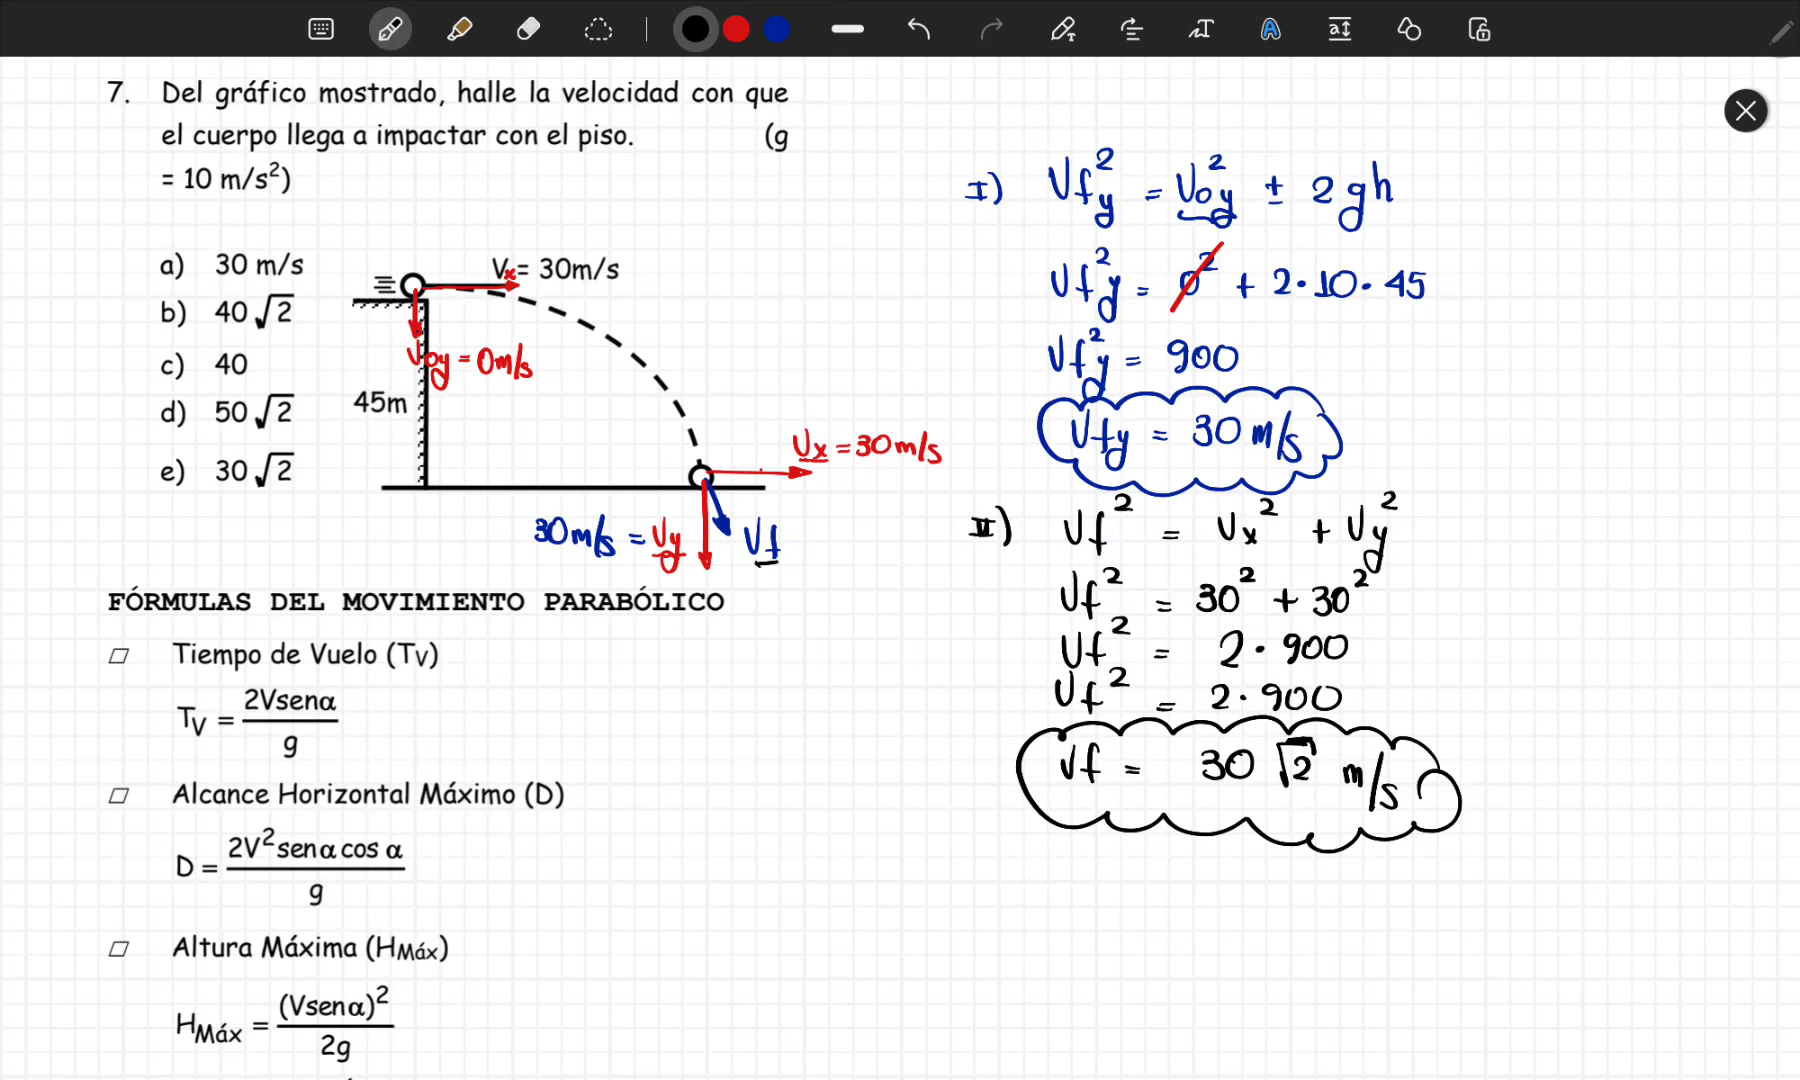 7. Del gráfico mostrado, halle la velocidad con que
el cuerpo llega a impactar con el piso. (g
= 10 m/s²)
a) 30 m/s
b) 40 √2
c) 40
d) 50 √2
e) 30 √2
Vx = 30m/s
Voy = 0m/s
45m
Vx = 30m/s
30m/s = Vy
Vf
FÓRMULAS DEL MOVIMIENTO PARABÓLICO
Tiempo de Vuelo (TV)
TV = 2Vsenα / g
Alcance Horizontal Máximo (D)
D = 2V² senα cos α / g
Altura Máxima (HMáx)
HMáx = (Vsenα)² / 2g
I) Vfy² = Voy² ± 2gh
Vfy² = 0² + 2·10·45
Vfy² = 900
Vfy = 30 m/s
II) Vf² = Vx² + Vy²
Vf² = 30² + 30²
Vf² = 2·900
Vf² = 2·900
Vf = 30 √2 m/s